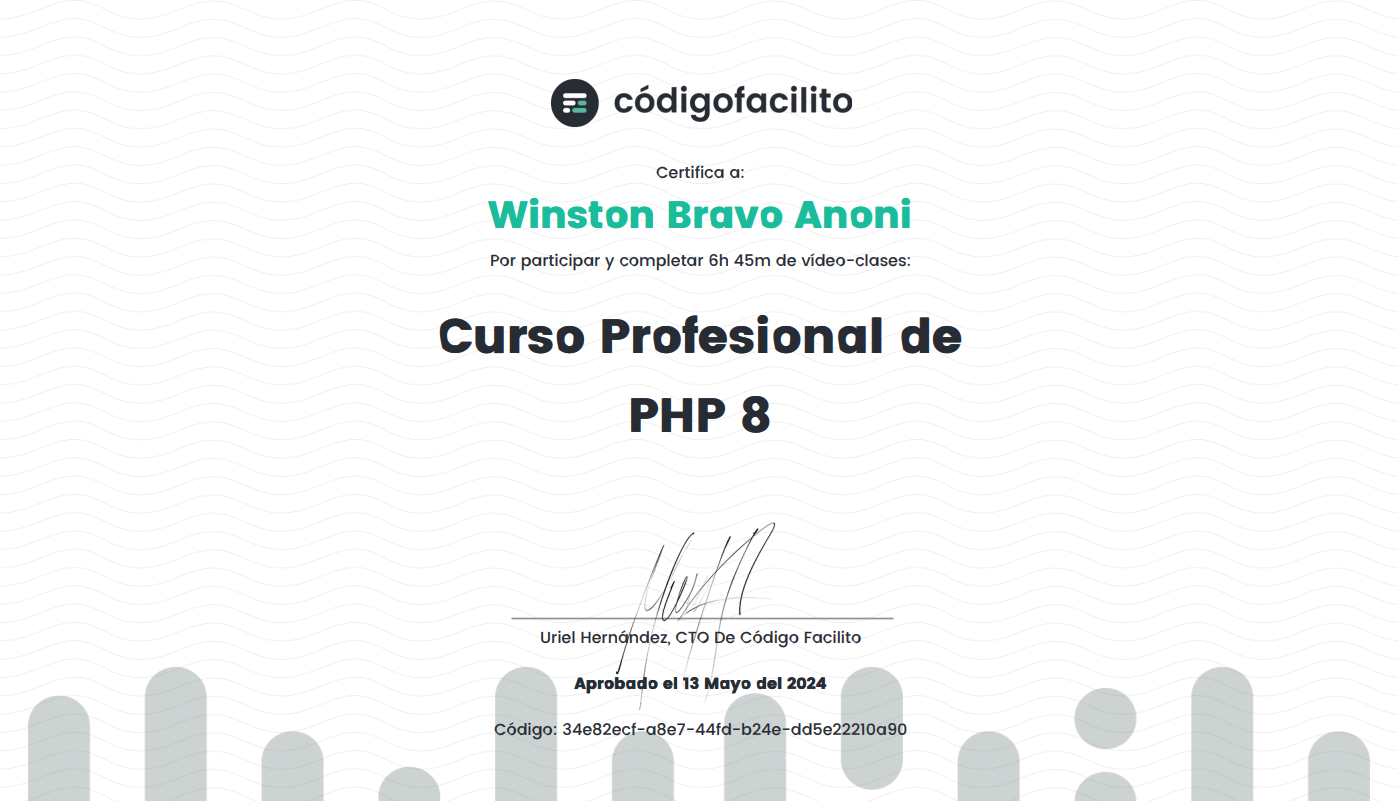 códigofacilito
Certifica a:
Winston Bravo Anoni
Por participar y completar 6h 45m de vídeo-clases:
Curso Profesional de
PHP 8
Uriel Hernández, CTO De Código Facilito
Aprobado el 13 Mayo del 2024
Código: 34e82ecf-a8e7-44fd-b24e-dd5e22210a90